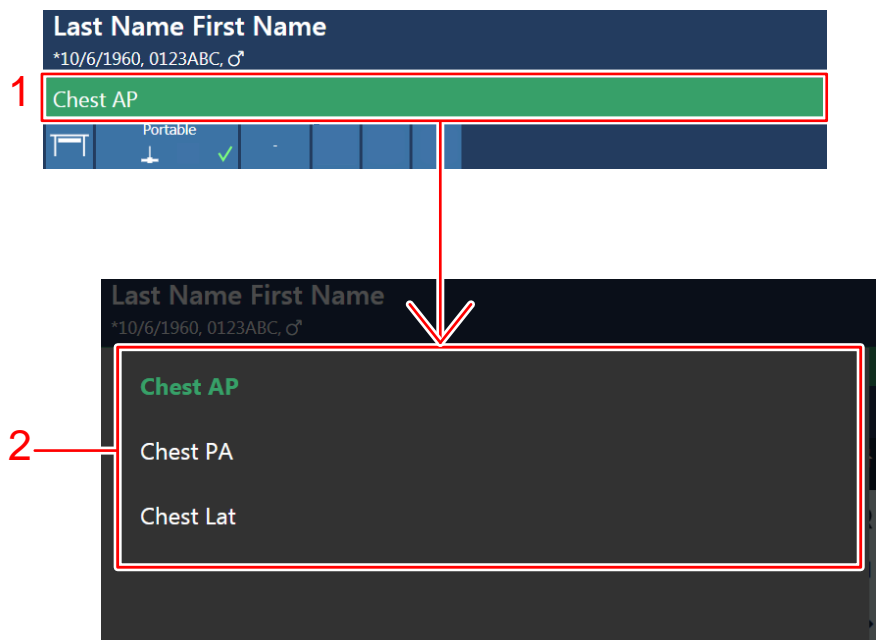 Last Name First Name
*10/6/1960, 0123ABC, ♂
1
Chest AP
Portable
-
Last Name First Name
*10/6/1960, 0123ABC, ♂
Chest AP
2
Chest PA
Chest Lat